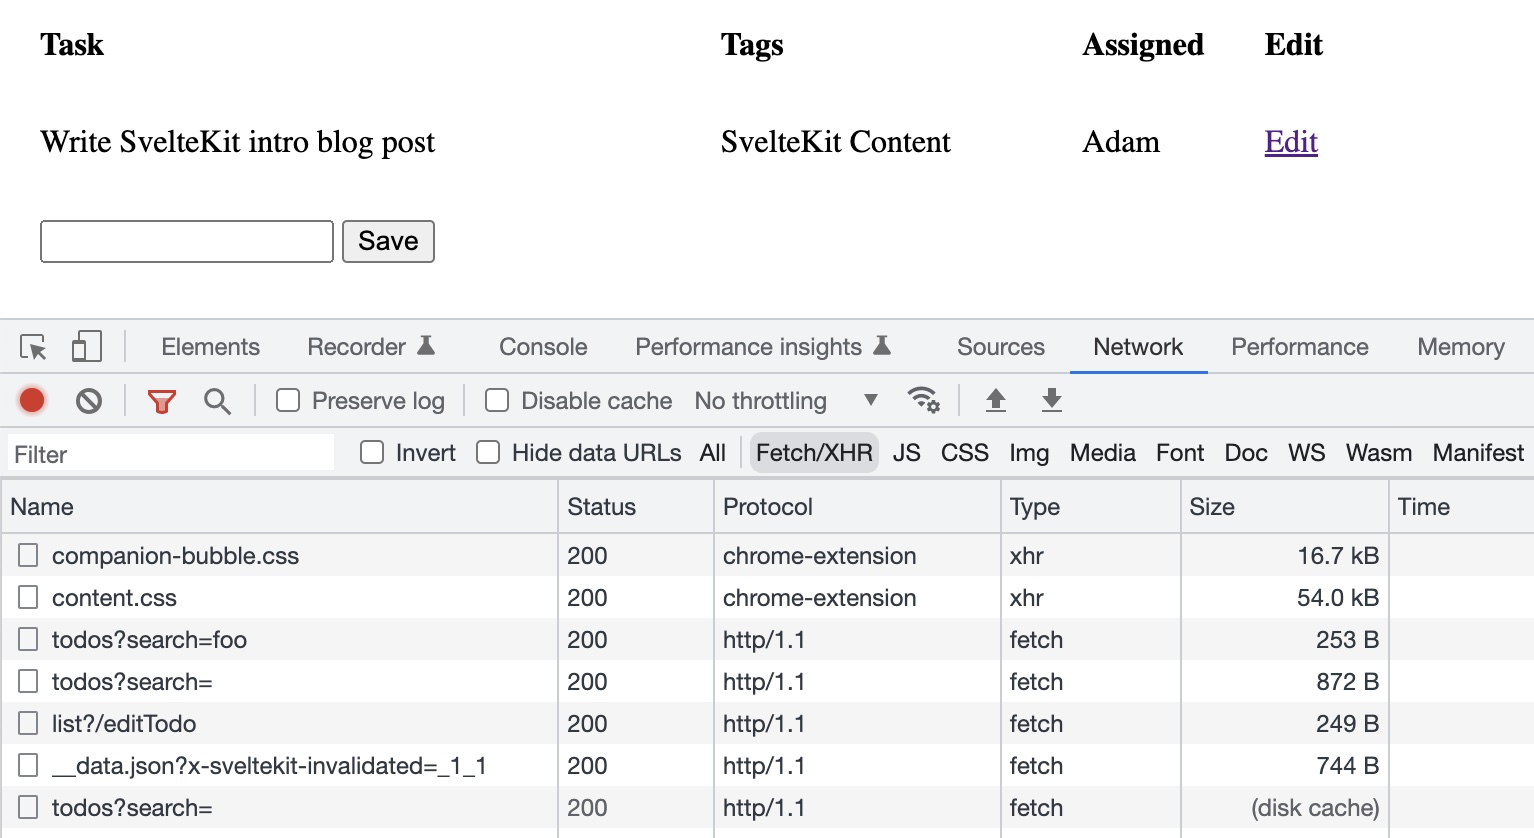 Task Tags Assigned Edit
Write SvelteKit intro blog post SvelteKit Content Adam Edit
Save
Elements Recorder Console Performance insights Sources Network Performance Memory
Preserve log Disable cache No throttling
Filter Invert Hide data URLs All Fetch/XHR JS CSS Img Media Font Doc WS Wasm Manifest
Name Status Protocol Type Size Time
companion-bubble.css 200 chrome-extension xhr 16.7 kB
content.css 200 chrome-extension xhr 54.0 kB
todos?search=foo 200 http/1.1 fetch 253 B
todos?search= 200 http/1.1 fetch 872 B
list?/editTodo 200 http/1.1 fetch 249 B
__data.json?x-sveltekit-invalidated=_1_1 200 http/1.1 fetch 744 B
todos?search= 200 http/1.1 fetch (disk cache)